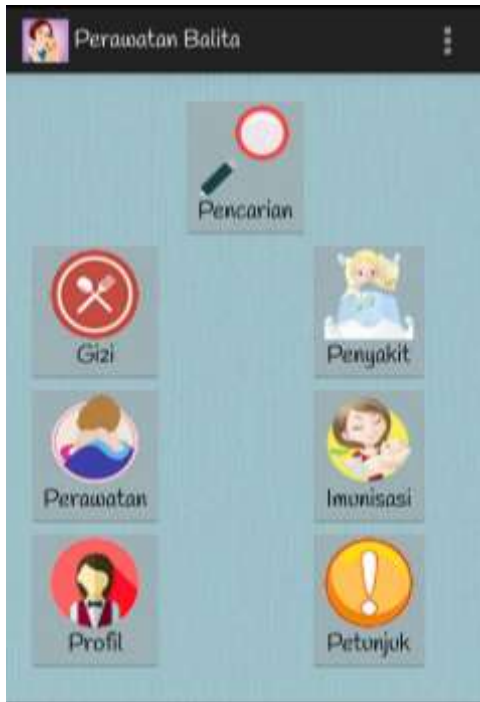 Perawatan Balita
Pencarian
Gizi
Penyakit
Perawatan
Imunisasi
Profil
Petunjuk